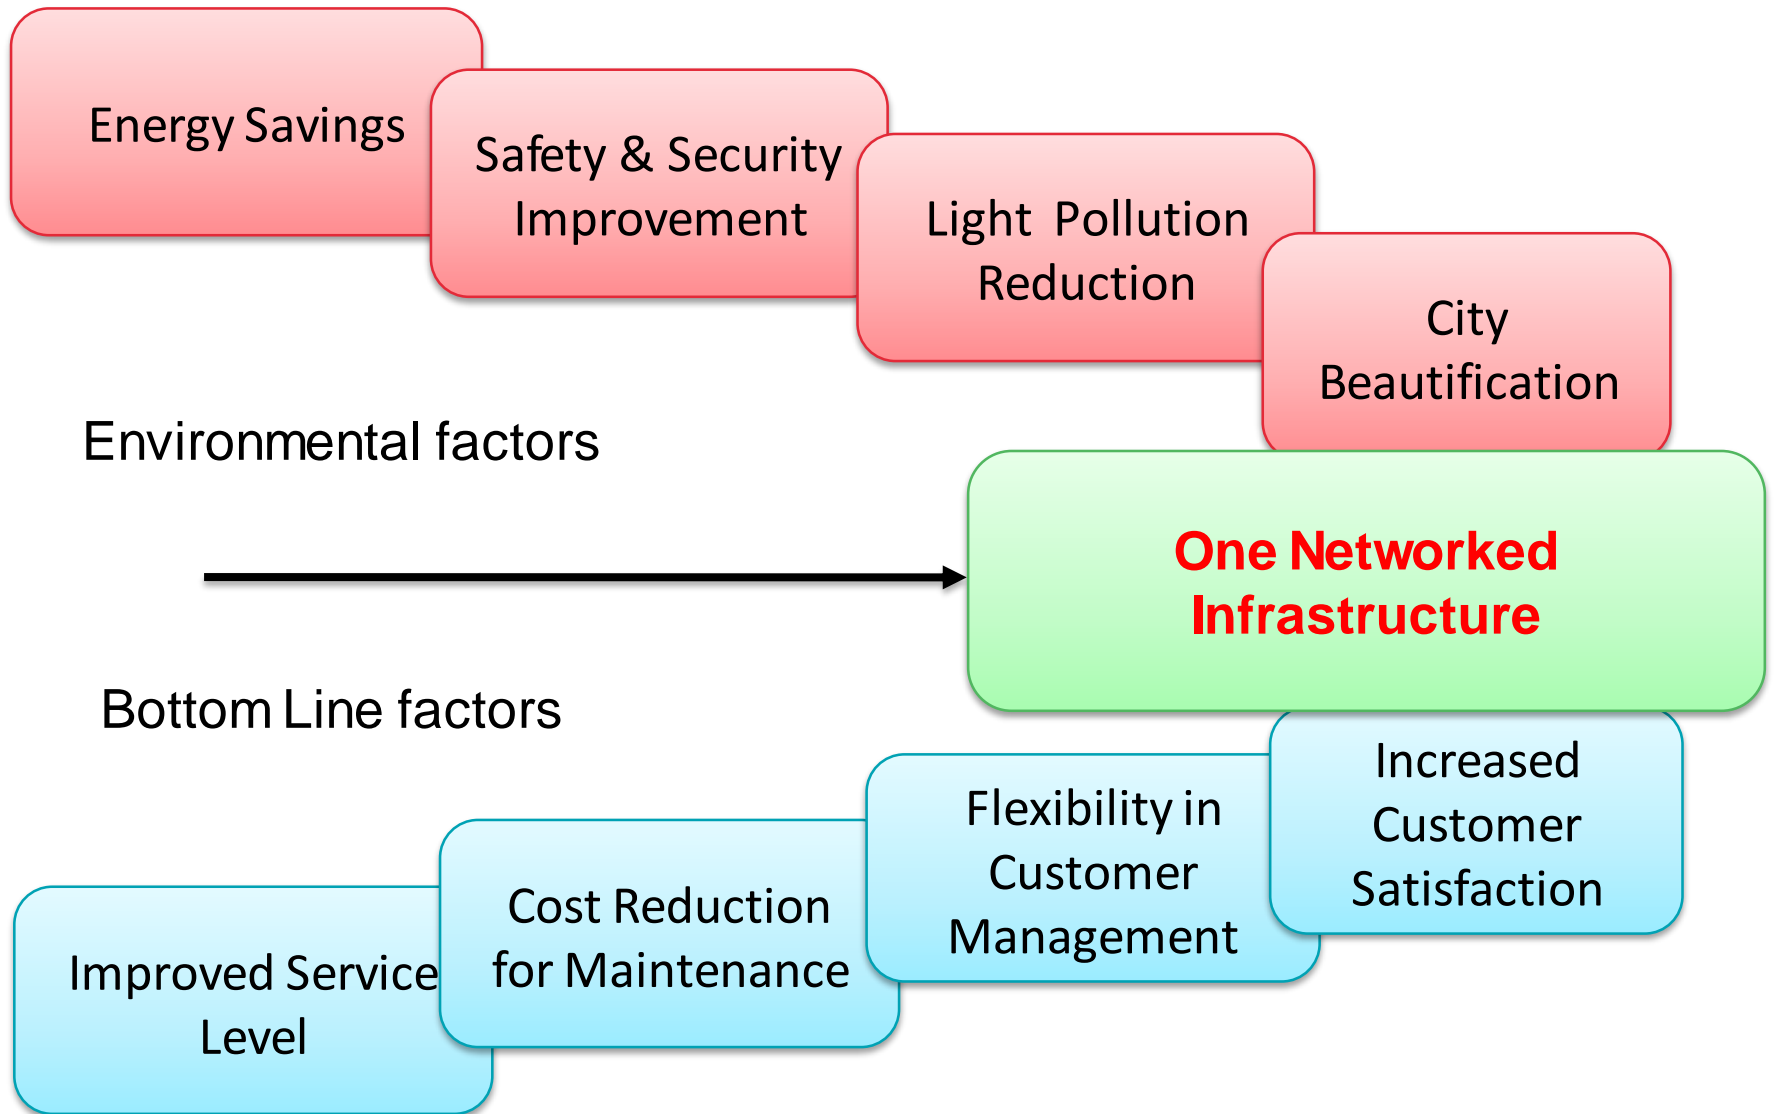 Energy Savings
Safety & Security
Improvement
Light Pollution
Reduction
City
Beautification
Environmental factors
One Networked
Infrastructure
Bottom Line factors
Increased
Customer
Satisfaction
Flexibility in
Customer
Management
Cost Reduction
for Maintenance
Improved Service
Level